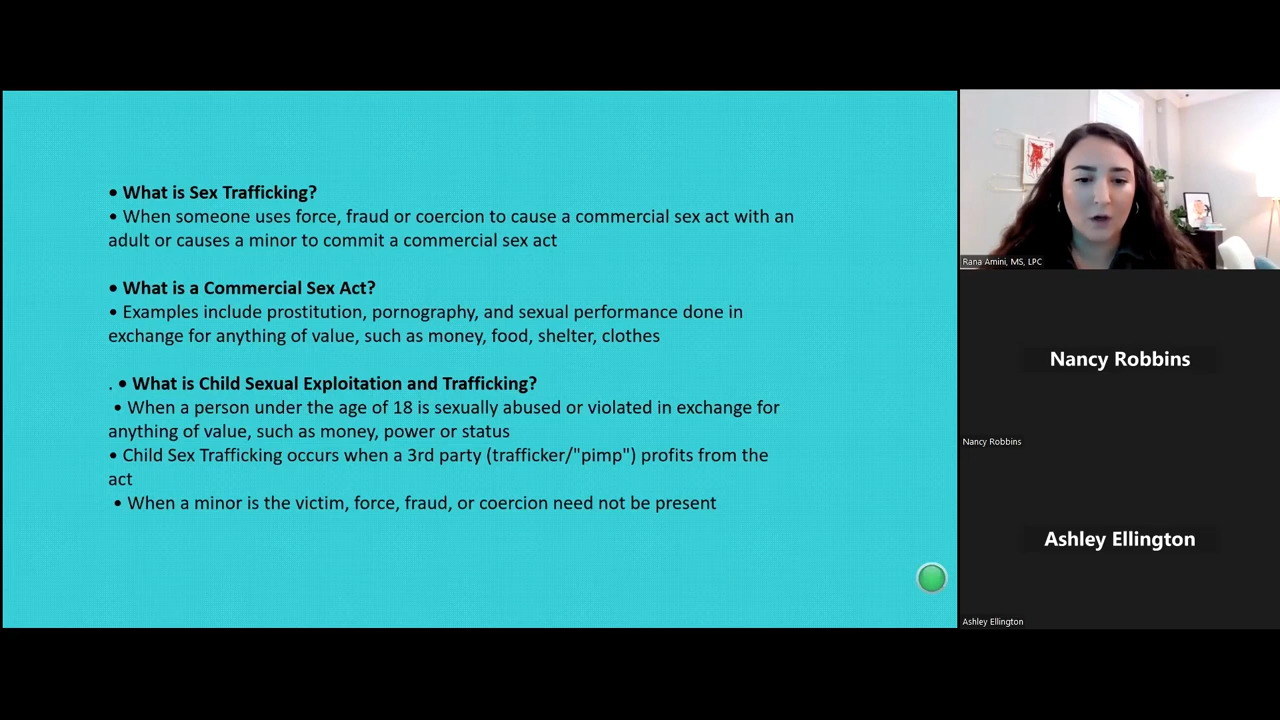 • What is Sex Trafficking?
• When someone uses force, fraud or coercion to cause a commercial sex act with an
adult or causes a minor to commit a commercial sex act
• What is a Commercial Sex Act?
• Examples include prostitution, pornography, and sexual performance done in
exchange for anything of value, such as money, food, shelter, clothes
. • What is Child Sexual Exploitation and Trafficking?
• When a person under the age of 18 is sexually abused or violated in exchange for
anything of value, such as money, power or status
• Child Sex Trafficking occurs when a 3rd party (trafficker/"pimp") profits from the
act
• When a minor is the victim, force, fraud, or coercion need not be present
Rana Amini, MS, LPC
Nancy Robbins
Nancy Robbins
Ashley Ellington
Ashley Ellington